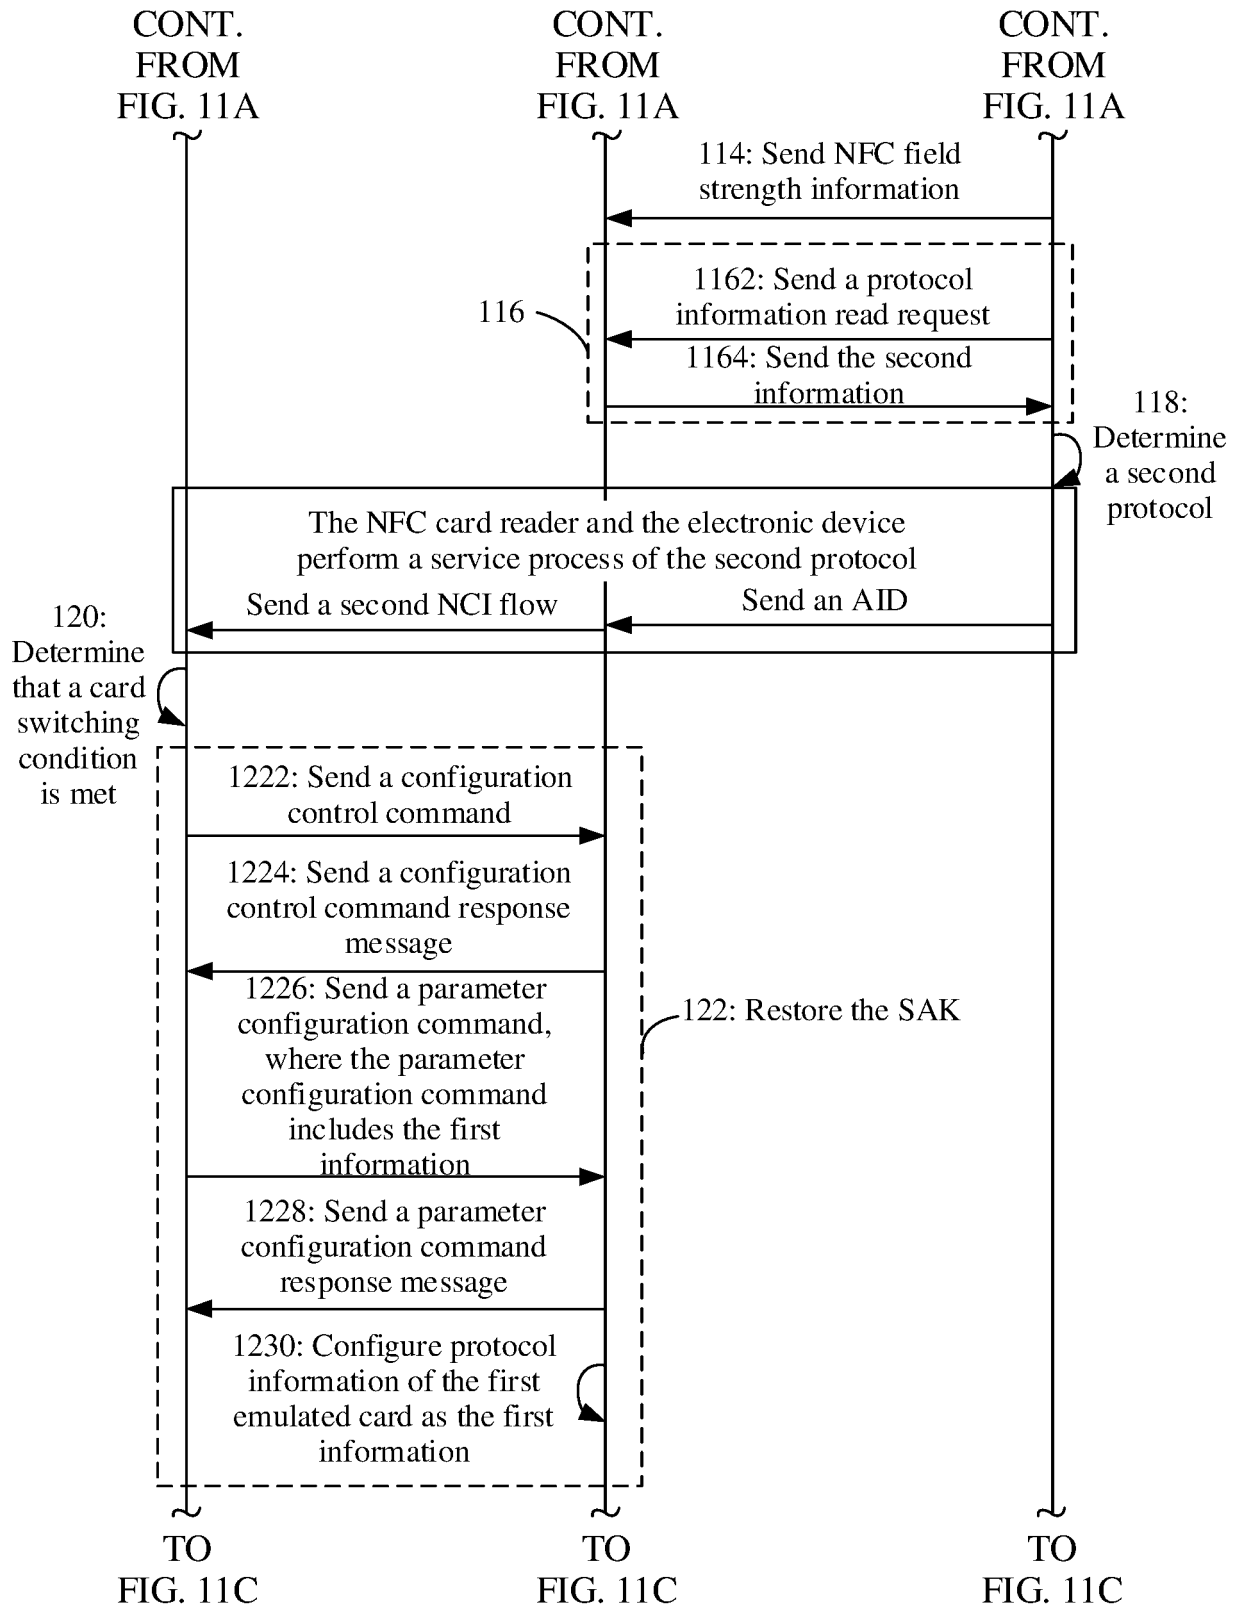 CONT.
FROM
FIG. 11A
CONT.
FROM
FIG. 11A
CONT.
FROM
FIG. 11A
114: Send NFC field
strength information
1162: Send a protocol
information read request
116
1164: Send the second
information
118:
Determine
a second
protocol
The NFC card reader and the electronic device
perform a service process of the second protocol
Send a second NCI flow
Send an AID
120:
Determine
that a card
switching
condition
is met
1222: Send a configuration
control command
1224: Send a configuration
control command response
message
1226: Send a parameter
configuration command,
where the parameter
configuration command
includes the first
information
122: Restore the SAK
1228: Send a parameter
configuration command
response message
1230: Configure protocol
information of the first
emulated card as the first
information
TO
FIG. 11C
TO
FIG. 11C
TO
FIG. 11C